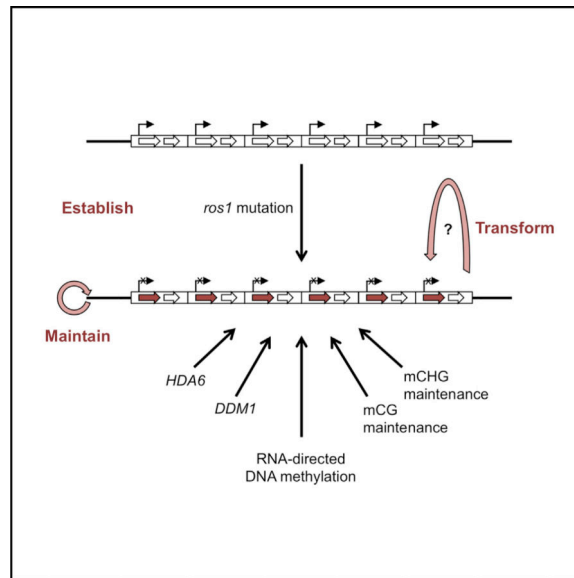 Establish
ros1 mutation
?
Transform
Maintain
HDA6
DDM1
RNA-directed
DNA methylation
mCG
maintenance
mCHG
maintenance